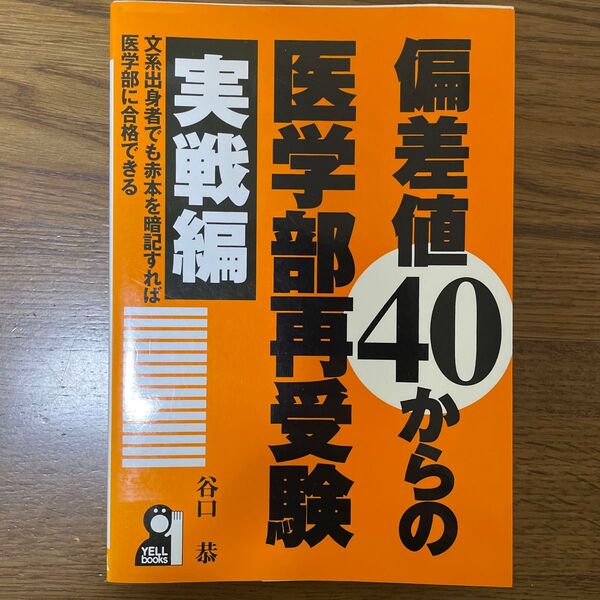 偏差値40からの
医学部再受験
実戦編
文系出身者でも赤本を暗記すれば
医学部に合格できる
谷口 恭
YELL
books